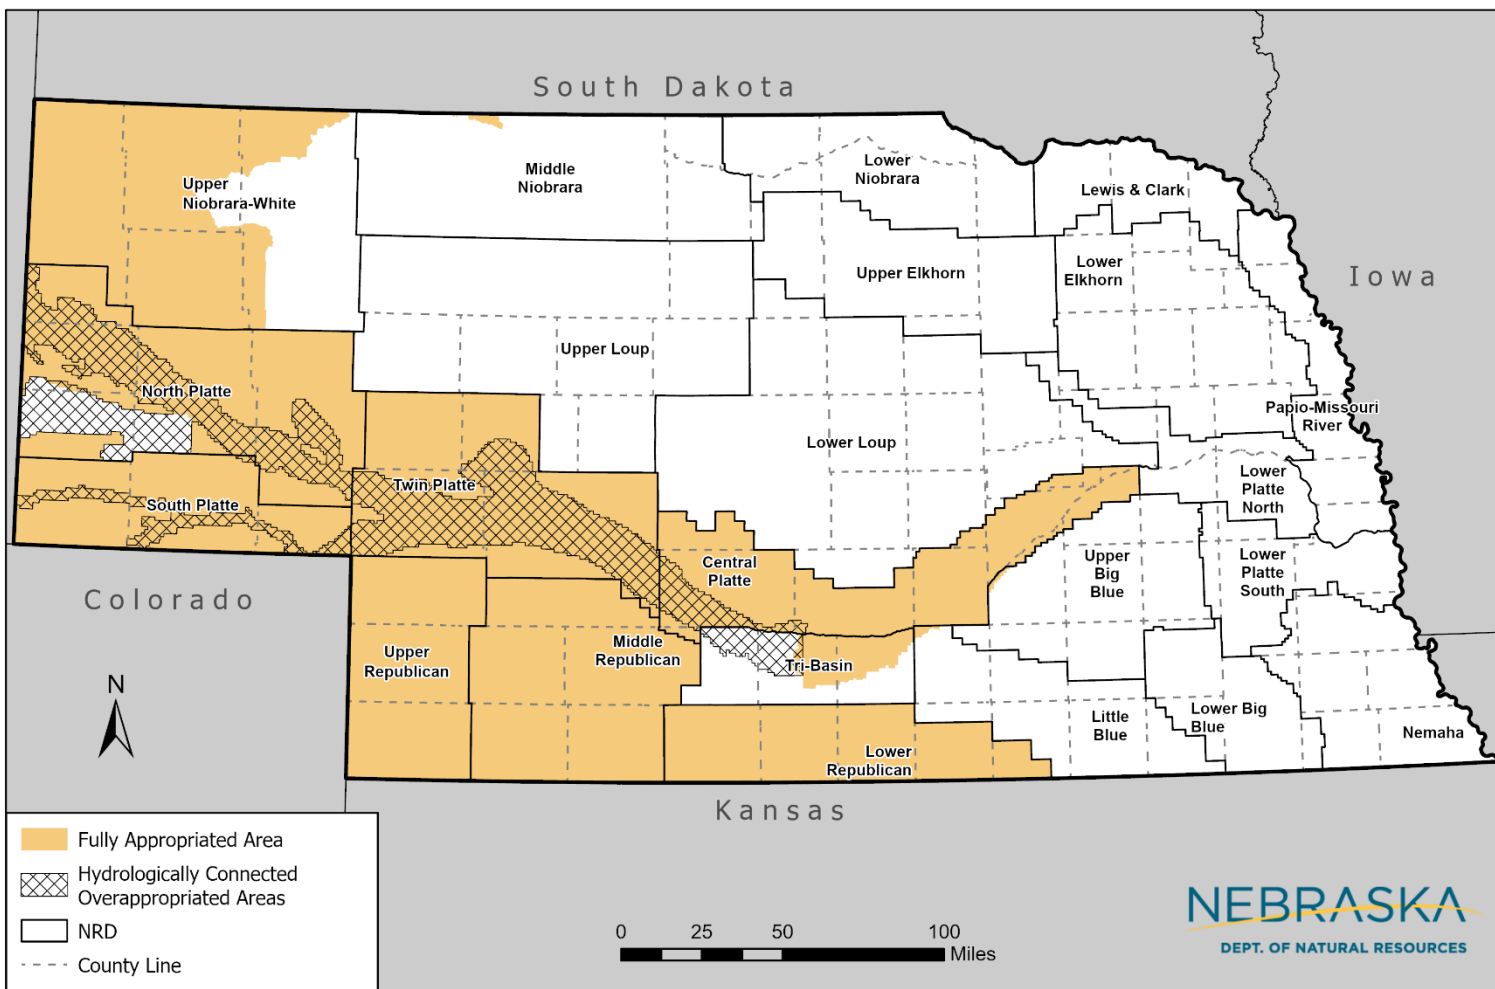 South Dakota
Upper
Niobrara-White
Middle
Niobrara
Lower
Niobrara
Lewis & Clark
Upper Elkhorn
Lower
Elkhorn
Iowa
Upper Loup
North Platte
Papio-Missouri
River
Lower Loup
Twin Platte
South Platte
Lower
Platte
North
Central
Platte
Upper
Big
Blue
Lower
Platte
South
Colorado
Upper
Republican
Middle
Republican
Tri-Basin
N
Little
Blue
Lower Big
Blue
Nemaha
Lower
Republican
Kansas
Fully Appropriated Area
Hydrologically Connected
Overappropriated Areas
NRD
County Line
0 25 50 100
Miles
NEBRASKA
DEPT. OF NATURAL RESOURCES